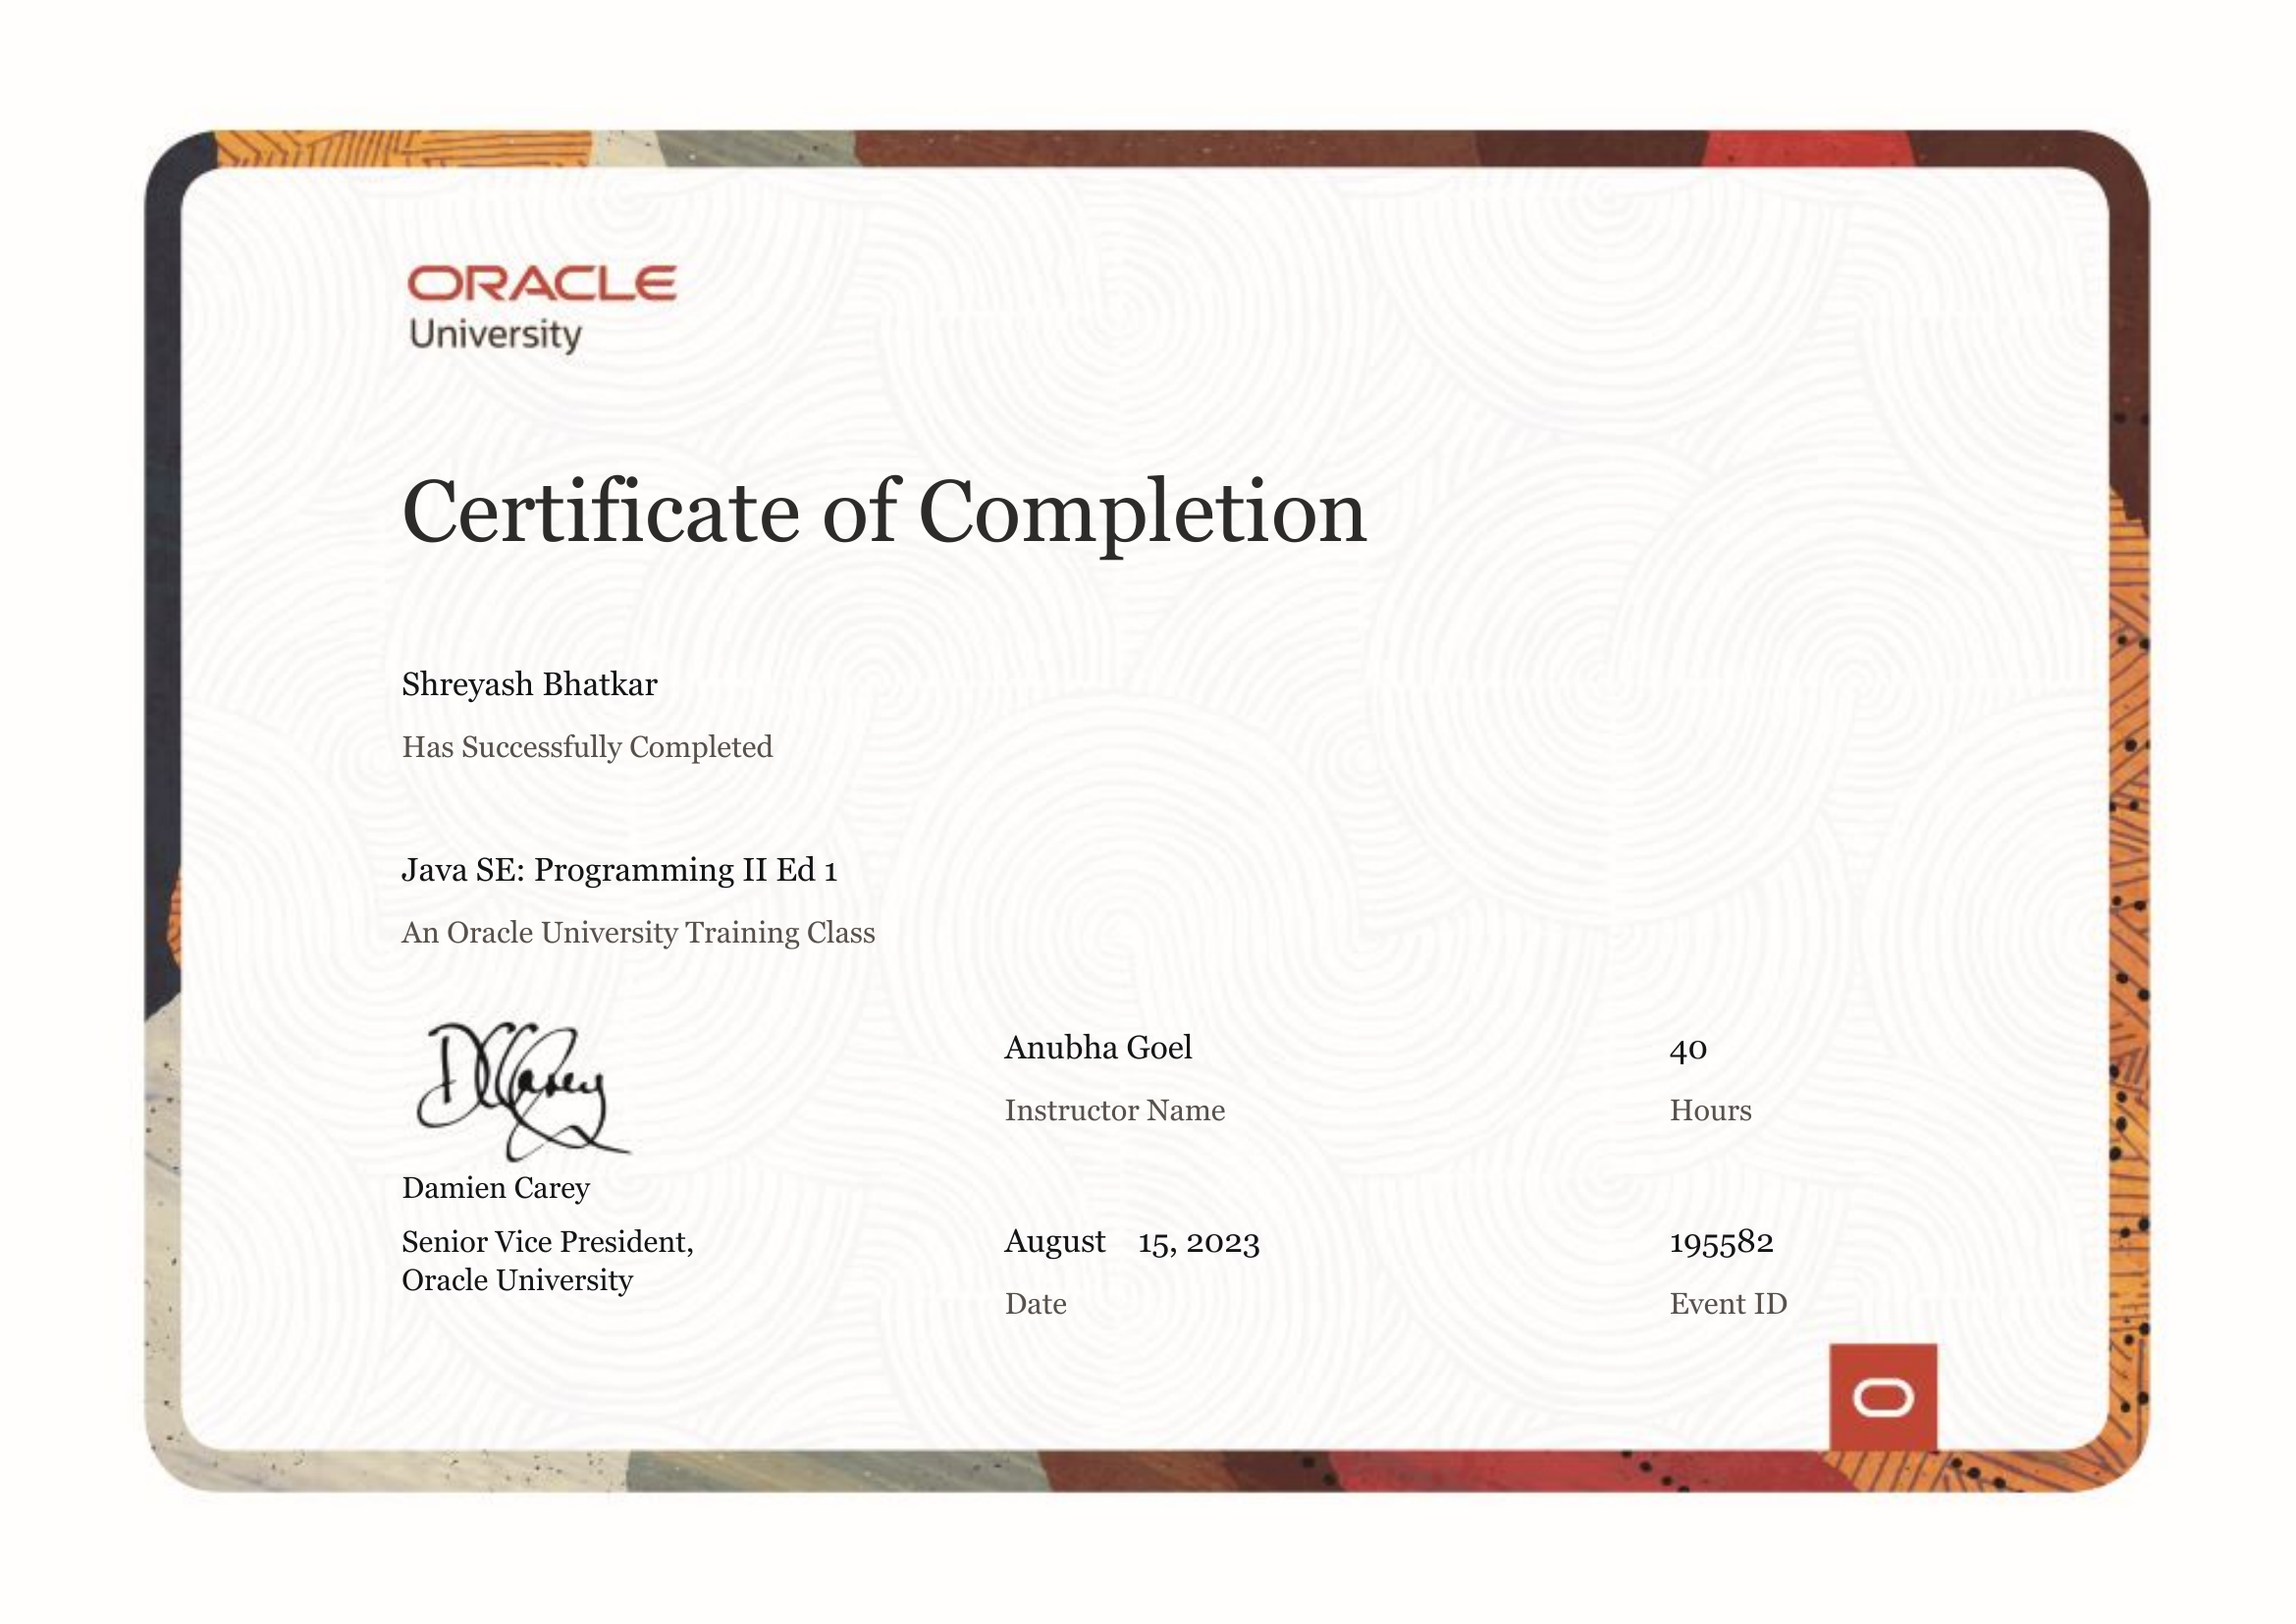 ORACLE
University
Certificate of Completion
Shreyash Bhatkar
Has Successfully Completed
Java SE: Programming II Ed 1
An Oracle University Training Class
DCCarey
Damien Carey
Senior Vice President,
Oracle University
Anubha Goel
Instructor Name
August 15, 2023
Date
40
Hours
195582
Event ID